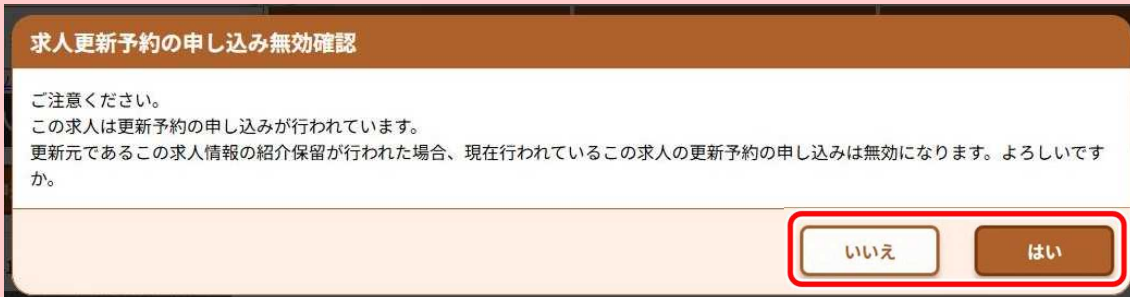 求人更新予約の申し込み無効確認
ご注意ください。
この求人は更新予約の申し込みが行われています。
更新元であるこの求人情報の紹介保留が行われた場合、現在行われているこの求人の更新予約の申し込みは無効になります。よろしいです
か。
いいえ はい